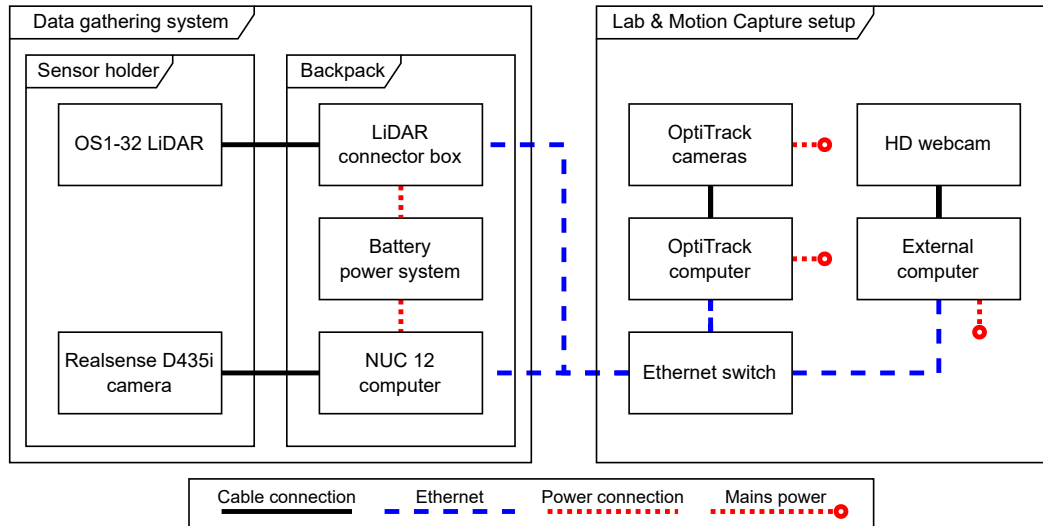 Data gathering system
Lab & Motion Capture setup
Sensor holder
Backpack
OS1-32 LiDAR
LiDAR
connector box
OptiTrack
cameras
HD webcam
Battery
power system
OptiTrack
computer
External
computer
Realsense D435i
camera
NUC 12
computer
Ethernet switch
Cable connection
Ethernet
Power connection
Mains power